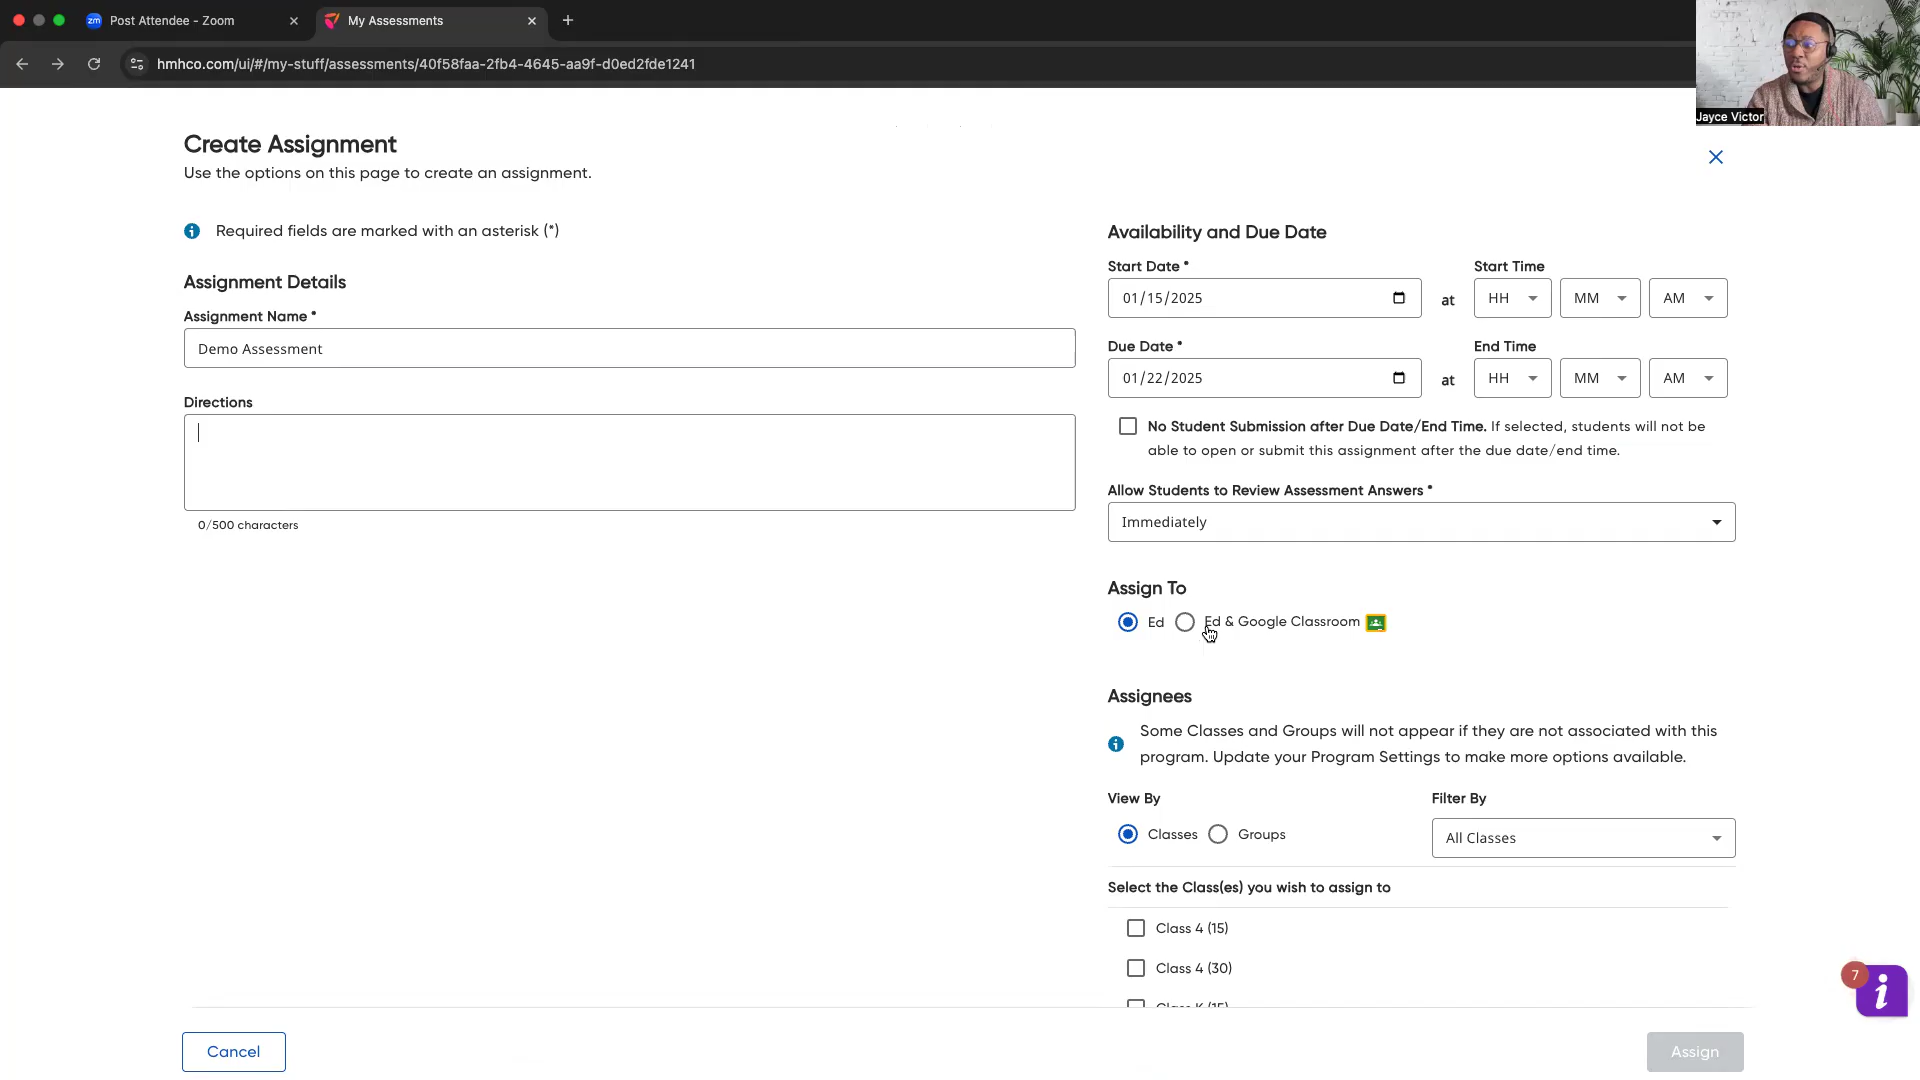 zm Post Attendee - Zoom
My Assessments
hmhco.com/ui/#/my-stuff/assessments/40f58faa-2fb4-4645-aa9f-d0ed2fde1241
Jayce Victor
Create Assignment
Use the options on this page to create an assignment.
Required fields are marked with an asterisk (*)
Assignment Details
Assignment Name *
Demo Assessment
Directions
0/500 characters
Availability and Due Date
Start Date *
Start Time
01/15/2025
at
HH
MM
AM
Due Date *
End Time
01/22/2025
at
HH
MM
AM
No Student Submission after Due Date/End Time. If selected, students will not be
able to open or submit this assignment after the due date/end time.
Allow Students to Review Assessment Answers *
Immediately
Assign To
Ed
Ed & Google Classroom
Assignees
Some Classes and Groups will not appear if they are not associated with this
program. Update your Program Settings to make more options available.
View By
Filter By
Classes
Groups
All Classes
Select the Class(es) you wish to assign to
Class 4 (15)
Class 4 (30)
Class K (15)
7
i
Cancel
Assign